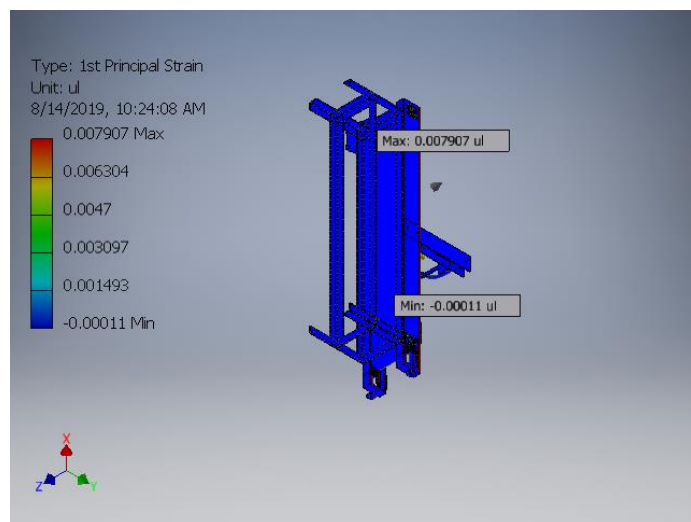 Type: 1st Principal Strain
Unit: ul
8/14/2019, 10:24:08 AM
0.007907 Max
0.006304
0.0047
0.003097
0.001493
-0.00011 Min
Max: 0.007907 ul
Min: -0.00011 ul
X
Z
Y